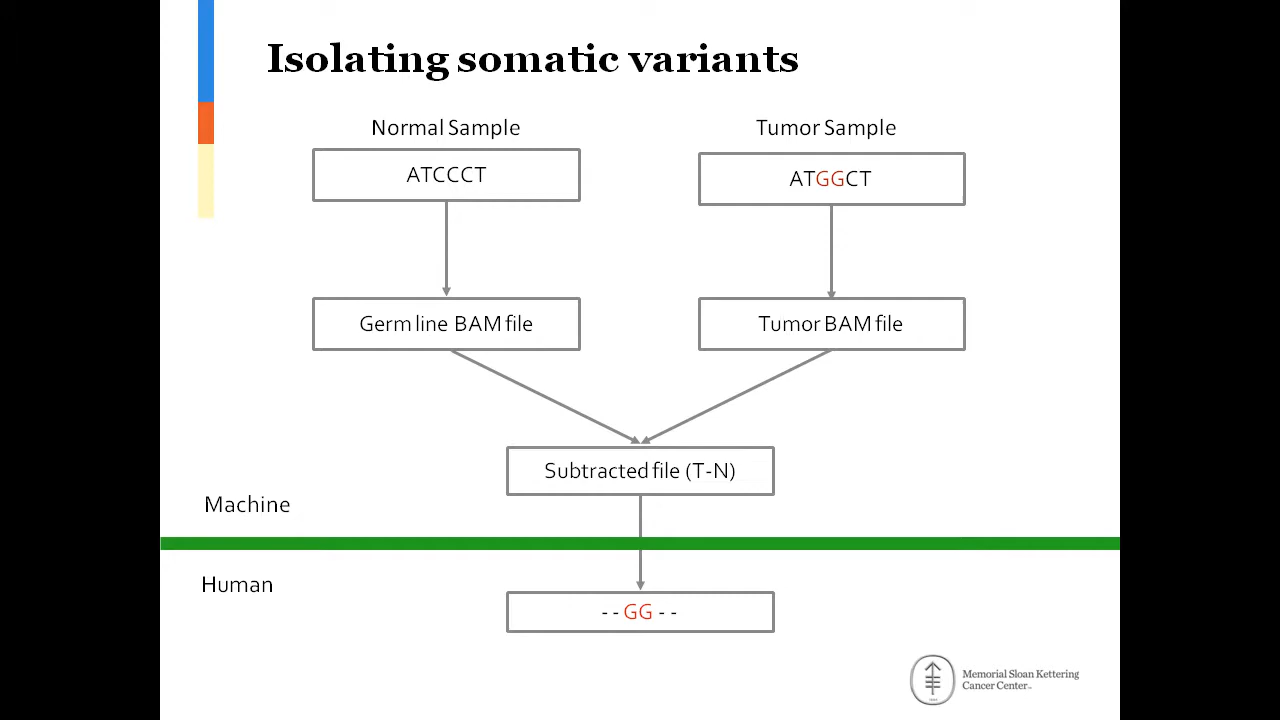 Isolating somatic variants
Normal Sample
Tumor Sample
ATCCCT
ATGGCT
Germ line BAM file
Tumor BAM file
Subtracted file (T-N)
Machine
Human
- - GG - -
Memorial Sloan Kettering
Cancer Center